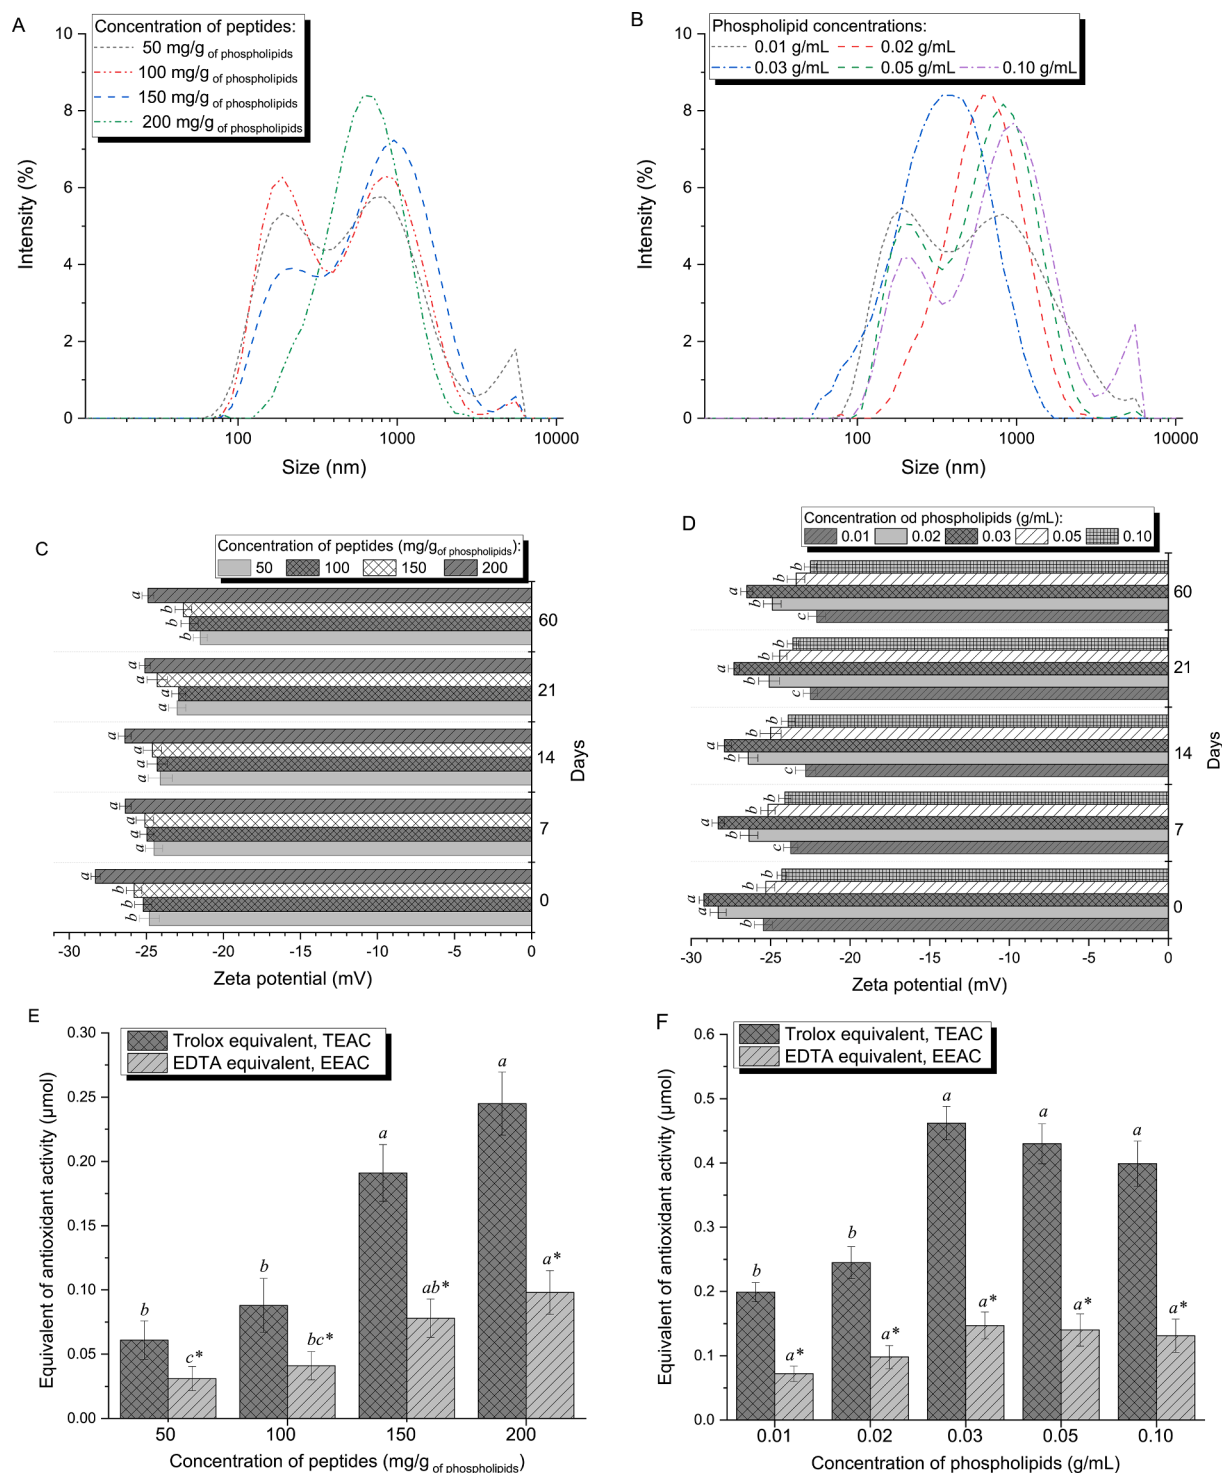 A
Concentration of peptides:
50 mg/g of phospholipids
100 mg/g of phospholipids
150 mg/g of phospholipids
200 mg/g of phospholipids
10
8
6
4
2
0
Intensity (%)
100
1000
10000
Size (nm)
B
Phospholipid concentrations:
0.01 g/mL
0.02 g/mL
0.03 g/mL
0.05 g/mL
0.10 g/mL
10
8
6
4
2
0
Intensity (%)
100
1000
10000
Size (nm)
C
Concentration of peptides (mg/g of phospholipids):
50
100
150
200
a
b
b
b
60
a
a
a
a
21
a
a
a
a
14
a
a
a
a
7
a
b
b
b
0
Days
-30
-25
-20
-15
-10
-5
0
Zeta potential (mV)
D
Concentration od phospholipids (g/mL):
0.01
0.02
0.03
0.05
0.10
b
b
a
b
c
60
b
b
a
b
c
21
b
b
a
b
c
14
b
b
a
b
c
7
b
b
a
a
b
0
Days
-30
-25
-20
-15
-10
-5
0
Zeta potential (mV)
E
Trolox equivalent, TEAC
EDTA equivalent, EEAC
0.30
0.25
0.20
0.15
0.10
0.05
0.00
Equivalent of antioxidant activity (μmol)
b
c*
b
bc*
a
ab*
a
a*
50
100
150
200
Concentration of peptides (mg/g of phospholipids)
F
Trolox equivalent, TEAC
EDTA equivalent, EEAC
0.6
0.5
0.4
0.3
0.2
0.1
0.0
Equivalent of antioxidant activity (μmol)
b
a*
b
a*
a
a*
a
a*
a
a*
0.01
0.02
0.03
0.05
0.10
Concentration of phospholipids (g/mL)